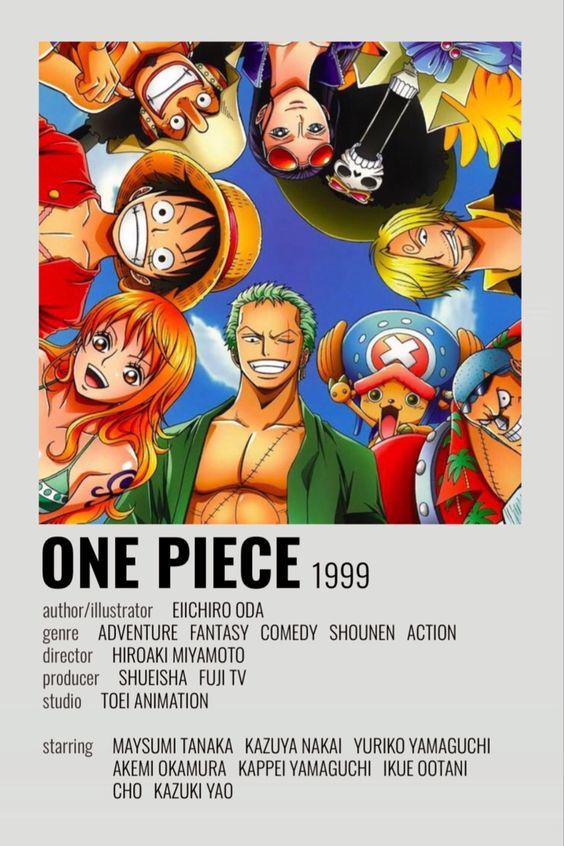 ONE PIECE 1999
author/illustrator EIICHIRO ODA
genre ADVENTURE FANTASY COMEDY SHOUNEN ACTION
director HIROAKI MIYAMOTO
producer SHUEISHA FUJI TV
studio TOEI ANIMATION
starring MAYSUMI TANAKA KAZUYA NAKAI YURIKO YAMAGUCHI
AKEMI OKAMURA KAPPEI YAMAGUCHI IKUE OOTANI
CHO KAZUKI YAO